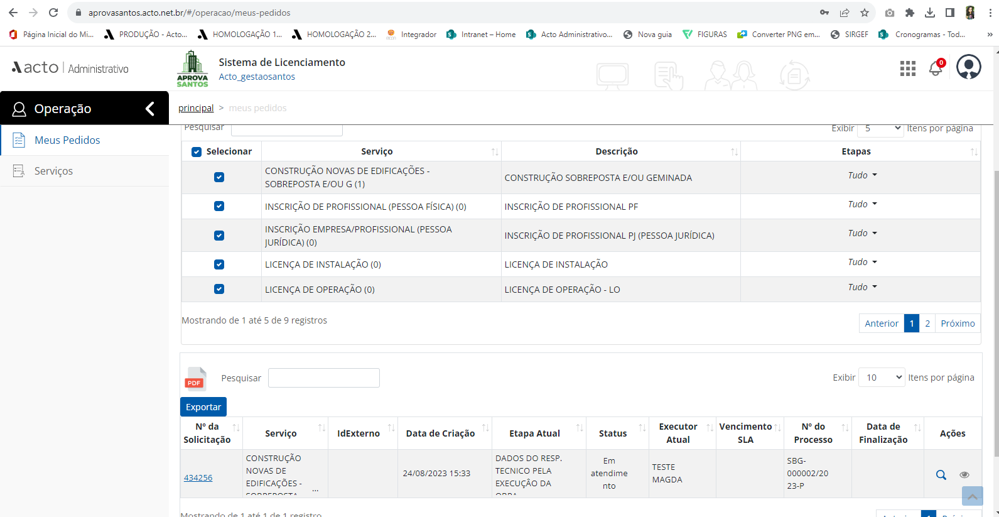 aprovasantos.acto.net.br/#/operacao/meus-pedidos
Página Inicial do Mi...
PRODUÇÃO - Acto...
HOMOLOGAÇÃO 1...
HOMOLOGAÇÃO 2...
Integrador
Intranet – Home
Acto Administrativo...
Nova guia
FIGURAS
Converter PNG em...
SIRGEF
Cronogramas - Tod...
»
acto | Administrativo
APROVA
SANTOS
Sistema de Licenciamento
Acto_gestaosantos
0
Operação
principal > meus pedidos
Meus Pedidos
Serviços
Pesquisar
Exibir 5 Itens por página
Selecionar Serviço Descrição Etapas
CONSTRUÇÃO NOVAS DE EDIFICAÇÕES -
SOBREPOSTA E/OU G (1)
CONSTRUÇÃO SOBREPOSTA E/OU GEMINADA
Tudo
INSCRIÇÃO DE PROFISSIONAL (PESSOA FÍSICA) (0)
INSCRIÇÃO DE PROFISSIONAL PF
Tudo
INSCRIÇÃO EMPRESA/PROFISSIONAL (PESSOA
JURÍDICA) (0)
INSCRIÇÃO DE PROFISSIONAL PJ (PESSOA JURÍDICA)
Tudo
LICENÇA DE INSTALAÇÃO (0)
LICENÇA DE INSTALAÇÃO
Tudo
LICENÇA DE OPERAÇÃO (0)
LICENÇA DE OPERAÇÃO - LO
Tudo
Mostrando de 1 até 5 de 9 registros
Anterior 1 2 Próximo
PDF
Pesquisar
Exibir 10 Itens por página
Exportar
Nº da
Solicitação
Serviço
IdExterno
Data de Criação
Etapa Atual
Status
Executor
Atual
Vencimento
SLA
Nº do
Processo
Data de
Finalização
Ações
434256
CONSTRUÇÃO
NOVAS DE
EDIFICAÇÕES -
SOBREPOSTA
...
24/08/2023 15:33
DADOS DO RESP.
TECNICO PELA
EXECUÇÂO DA
OBRA
Em
atendime
nto
TESTE
MAGDA
SBG-
000002/20
23-P
Mostrando de 1 até 1 de 1 registro